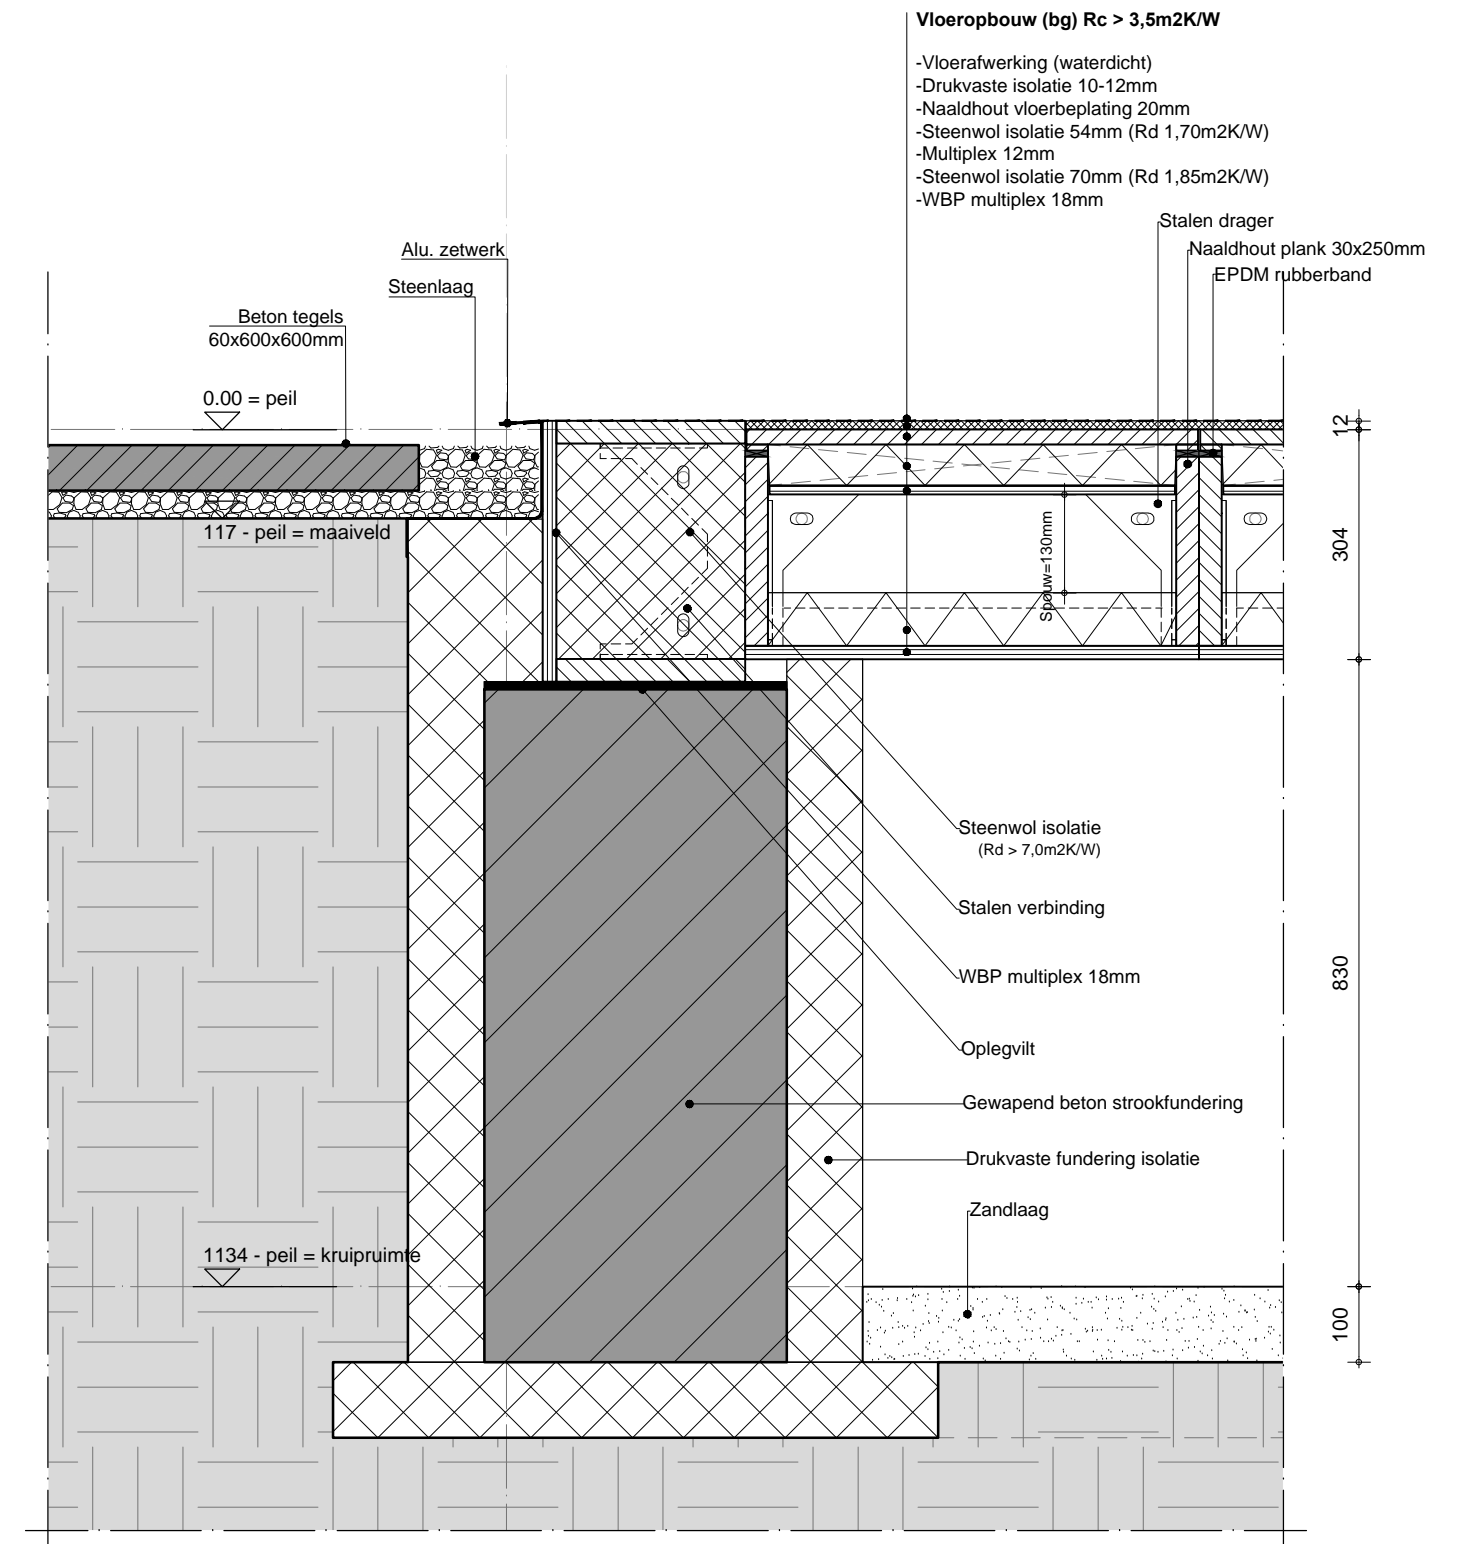 Vloeropbouw (bg) Rc > 3,5m2K/W
-Vloerafwerking (waterdicht)
-Drukvaste isolatie 10-12mm
-Naaldhout vloerbeplating 20mm
-Steenwol isolatie 54mm (Rd 1,70m2K/W)
-Multiplex 12mm
-Steenwol isolatie 70mm (Rd 1,85m2K/W)
-WBP multiplex 18mm
Stalen drager
Naaldhout plank 30x250mm
EPDM rubberband
Alu. zetwerk
Steenlaag
Beton tegels
60x600x600mm
0.00 = peil
117 - peil = maaiveld
12
304
Spouw=130mm
Steenwol isolatie
(Rd > 7,0m2K/W)
Stalen verbinding
WBP multiplex 18mm
830
Oplegvilt
Gewapend beton strookfundering
Drukvaste fundering isolatie
Zandlaag
1134 - peil = kruipruimte
100